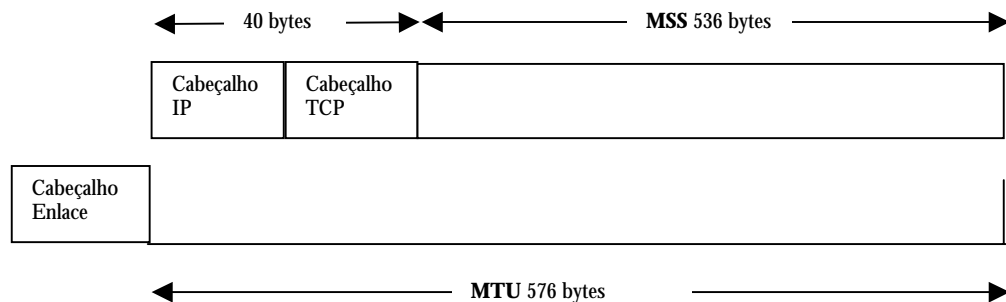 40 bytes MSS 536 bytes
Cabeçalho Cabeçalho
IP TCP
Cabeçalho
Enlace
MTU 576 bytes